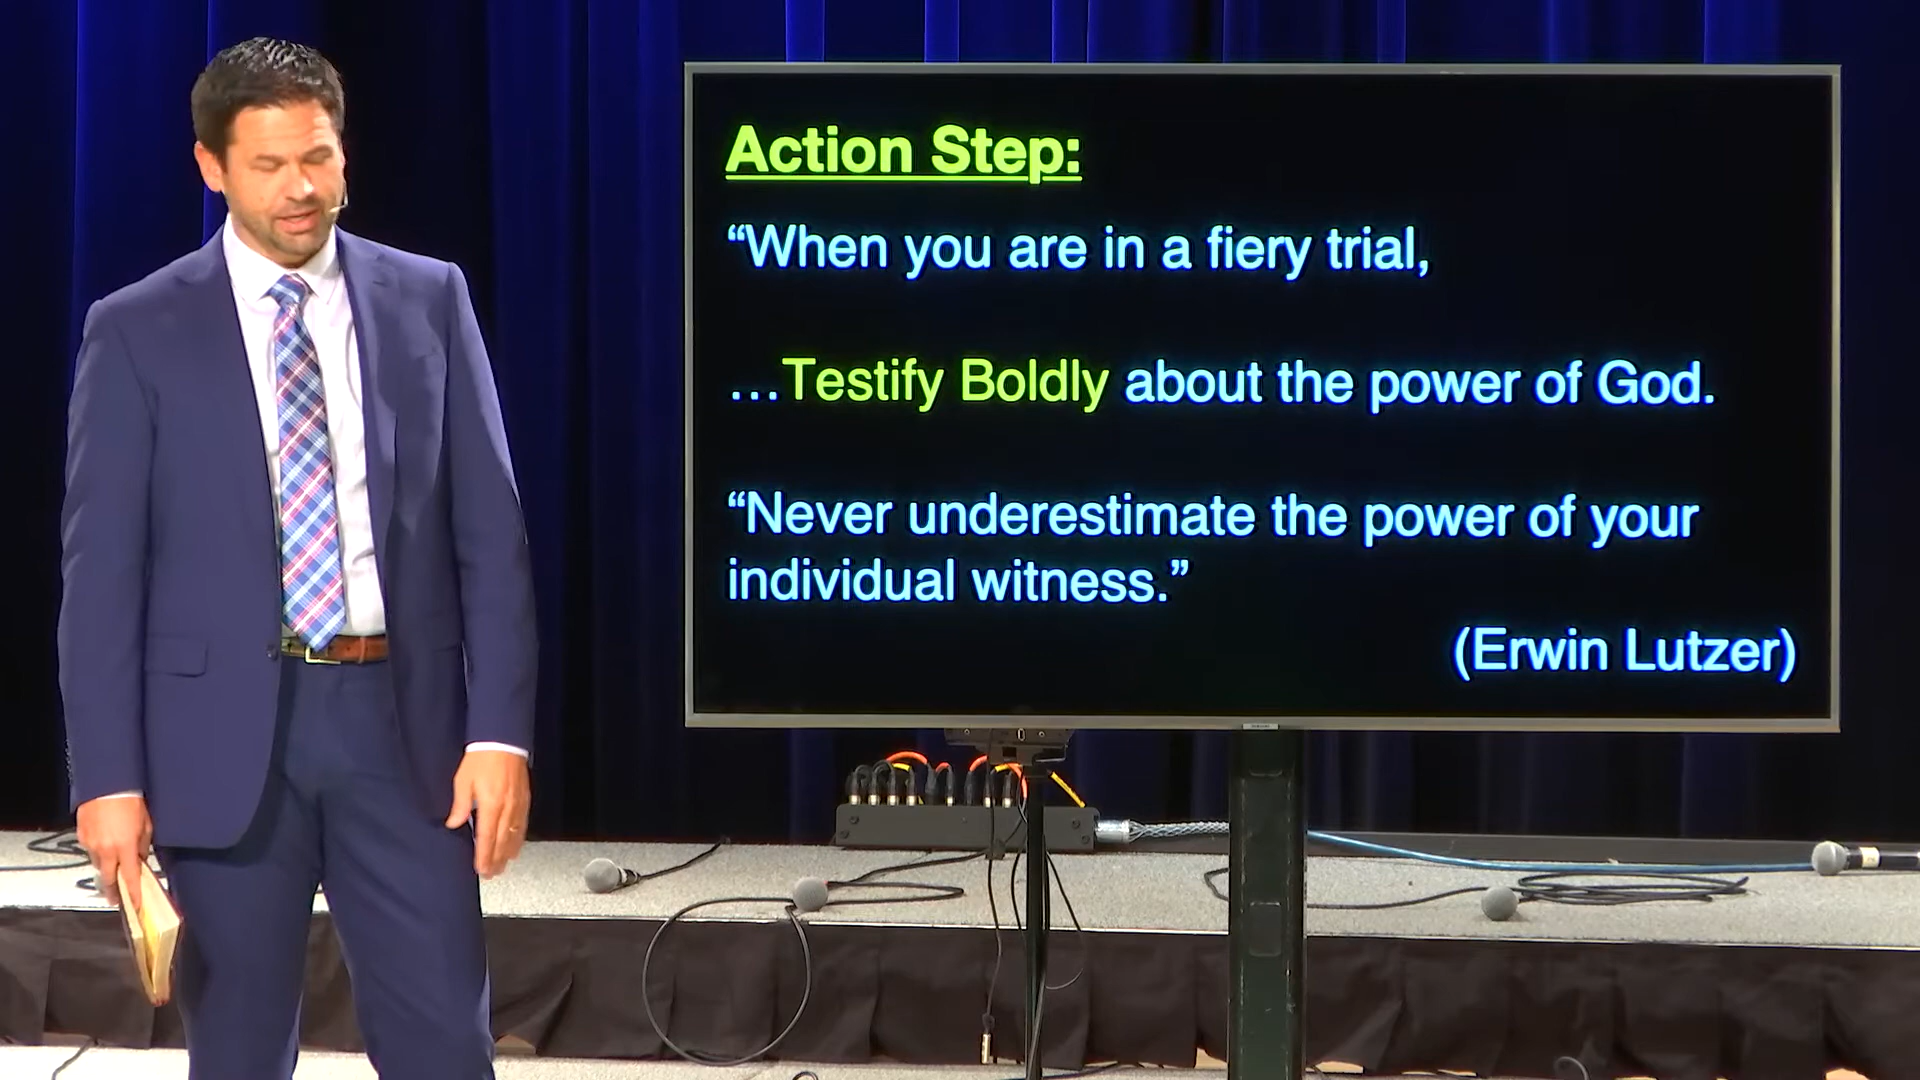 Action Step:
“When you are in a fiery trial,
…Testify Boldly about the power of God.
“Never underestimate the power of your
individual witness.”
(Erwin Lutzer)